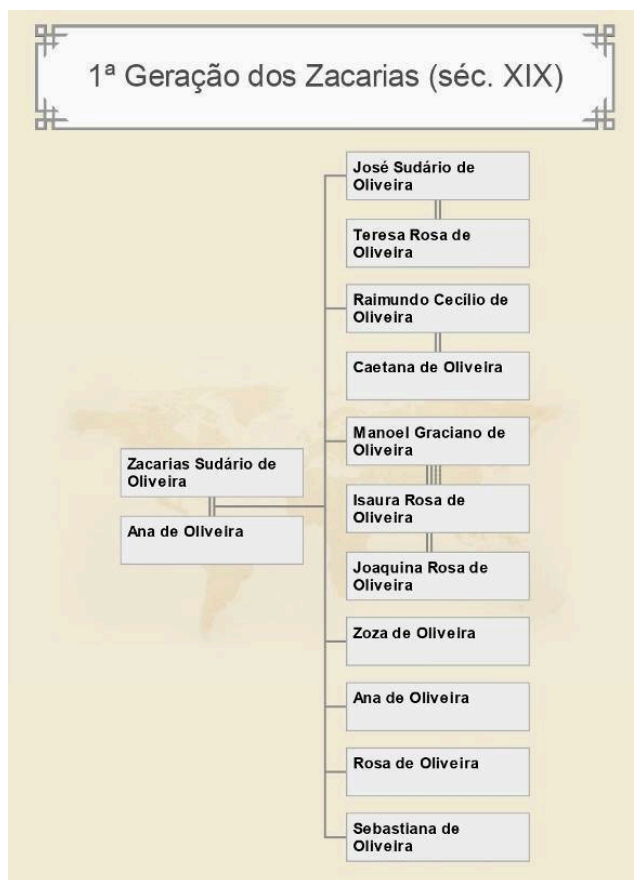 1ª Geração dos Zacarias (séc. XIX)
José Sudário de
Oliveira
Teresa Rosa de
Oliveira
Raimundo Cecílio de
Oliveira
Caetana de Oliveira
Manoel Graciano de
Oliveira
Zacarias Sudário de
Oliveira
Isaura Rosa de
Oliveira
Ana de Oliveira
Joaquina Rosa de
Oliveira
Zoza de Oliveira
Ana de Oliveira
Rosa de Oliveira
Sebastiana de
Oliveira